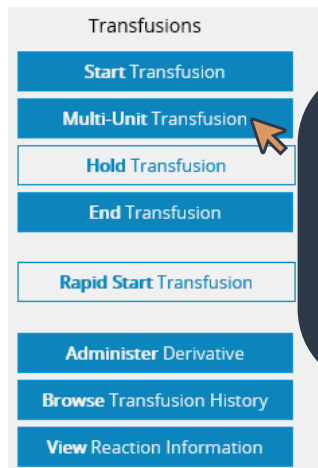 Transfusions
Start Transfusion
Multi-Unit Transfusion
Hold Transfusion
End Transfusion
Rapid Start Transfusion
Administer Derivative
Browse Transfusion History
View Reaction Information